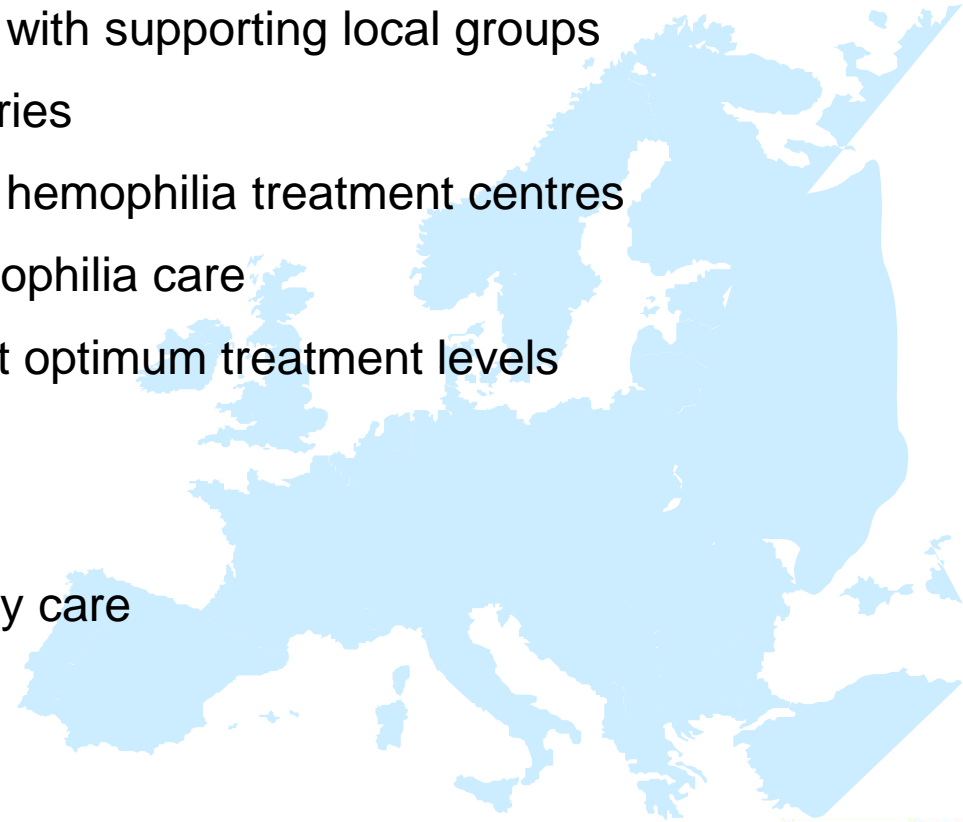 with supporting local groups
ries
hemophilia treatment centres
ophilia care
t optimum treatment levels
y care